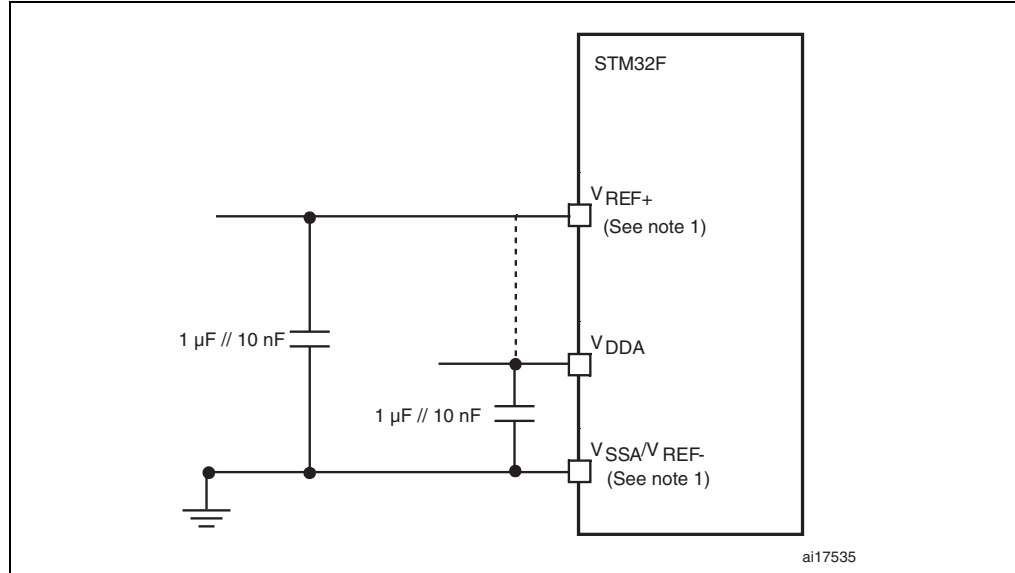 STM32F
VREF+
(See note 1)
1 µF // 10 nF
VDDA
1 µF // 10 nF
VSSA/VREF-
(See note 1)
ai17535